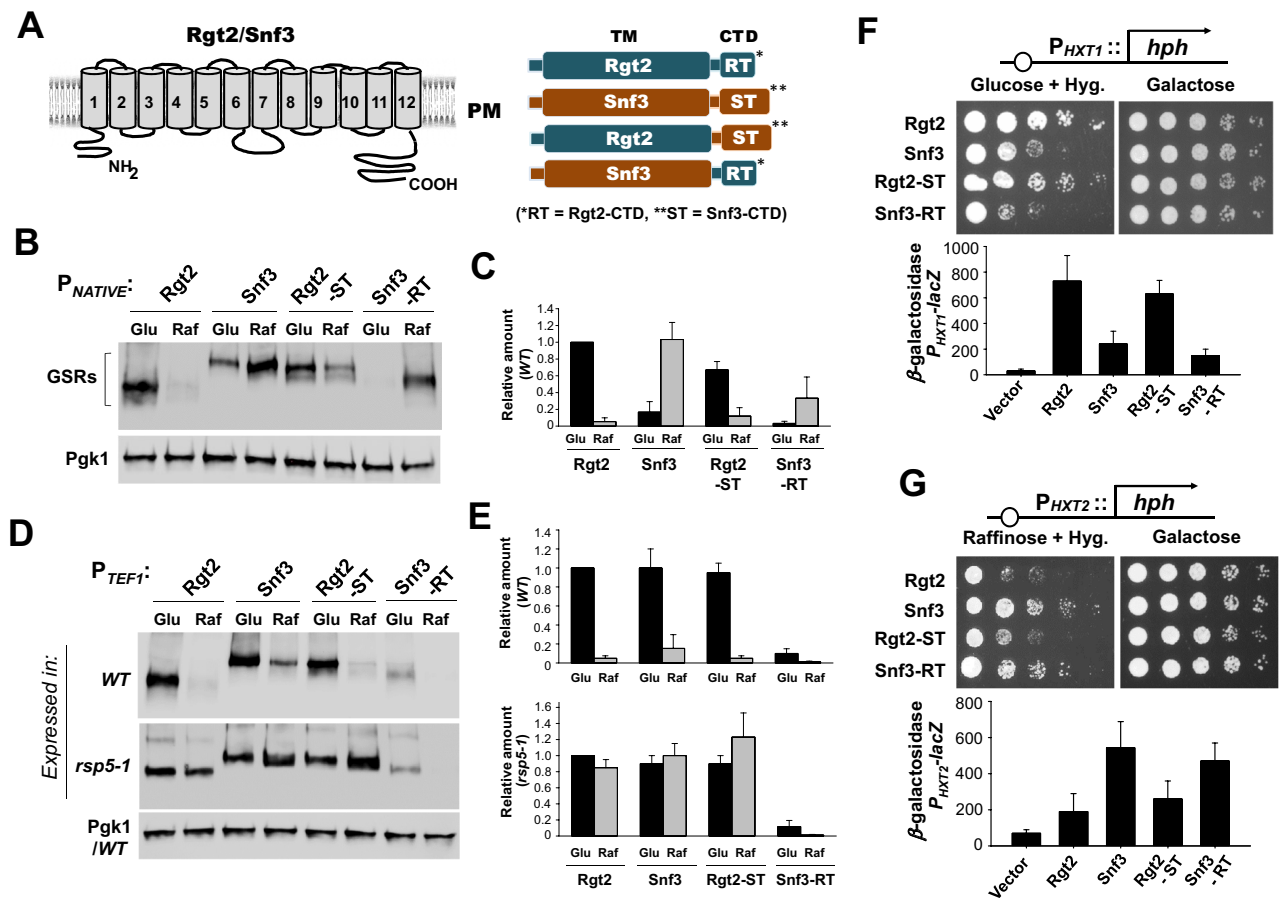 A
Rgt2/Snf3
1 2 3 4 5 6 7 8 9 10 11 12
PM
NH2
COOH
TM CTD
Rgt2 RT*
Snf3 ST**
Rgt2 ST**
Snf3 RT*
(*RT = Rgt2-CTD, **ST = Snf3-CTD)
B
PNATIVE:
Rgt2 Snf3 Rgt2-ST Snf3-RT
Glu Raf Glu Raf Glu Raf Glu Raf
GSRs
Pgk1
C
Relative amount
(WT)
1.4
1.2
1.0
0.8
0.6
0.4
0.2
0
Glu Raf Glu Raf Glu Raf Glu Raf
Rgt2 Snf3 Rgt2-ST Snf3-RT
D
PTEF1:
Rgt2 Snf3 Rgt2-ST Snf3-RT
Glu Raf Glu Raf Glu Raf Glu Raf
Expressed in:
WT
rsp5-1
Pgk1
/WT
E
Relative amount
(WT)
1.4
1.2
1.0
0.8
0.6
0.4
0.2
0
Glu Raf Glu Raf Glu Raf Glu Raf
Relative amount
(rsp5-1)
1.6
1.4
1.2
1.0
0.8
0.6
0.4
0.2
0
Glu Raf Glu Raf Glu Raf Glu Raf
Rgt2 Snf3 Rgt2-ST Snf3-RT
F
PHXT1 :: hph
Glucose + Hyg. Galactose
Rgt2
Snf3
Rgt2-ST
Snf3-RT
β-galactosidase
PHXT1-lacZ
1000
800
600
400
200
0
Vector Rgt2 Snf3 Rgt2-ST Snf3-RT
G
PHXT2 :: hph
Raffinose + Hyg. Galactose
Rgt2
Snf3
Rgt2-ST
Snf3-RT
β-galactosidase
PHXT2-lacZ
800
600
400
200
0
Vector Rgt2 Snf3 Rgt2-ST Snf3-RT